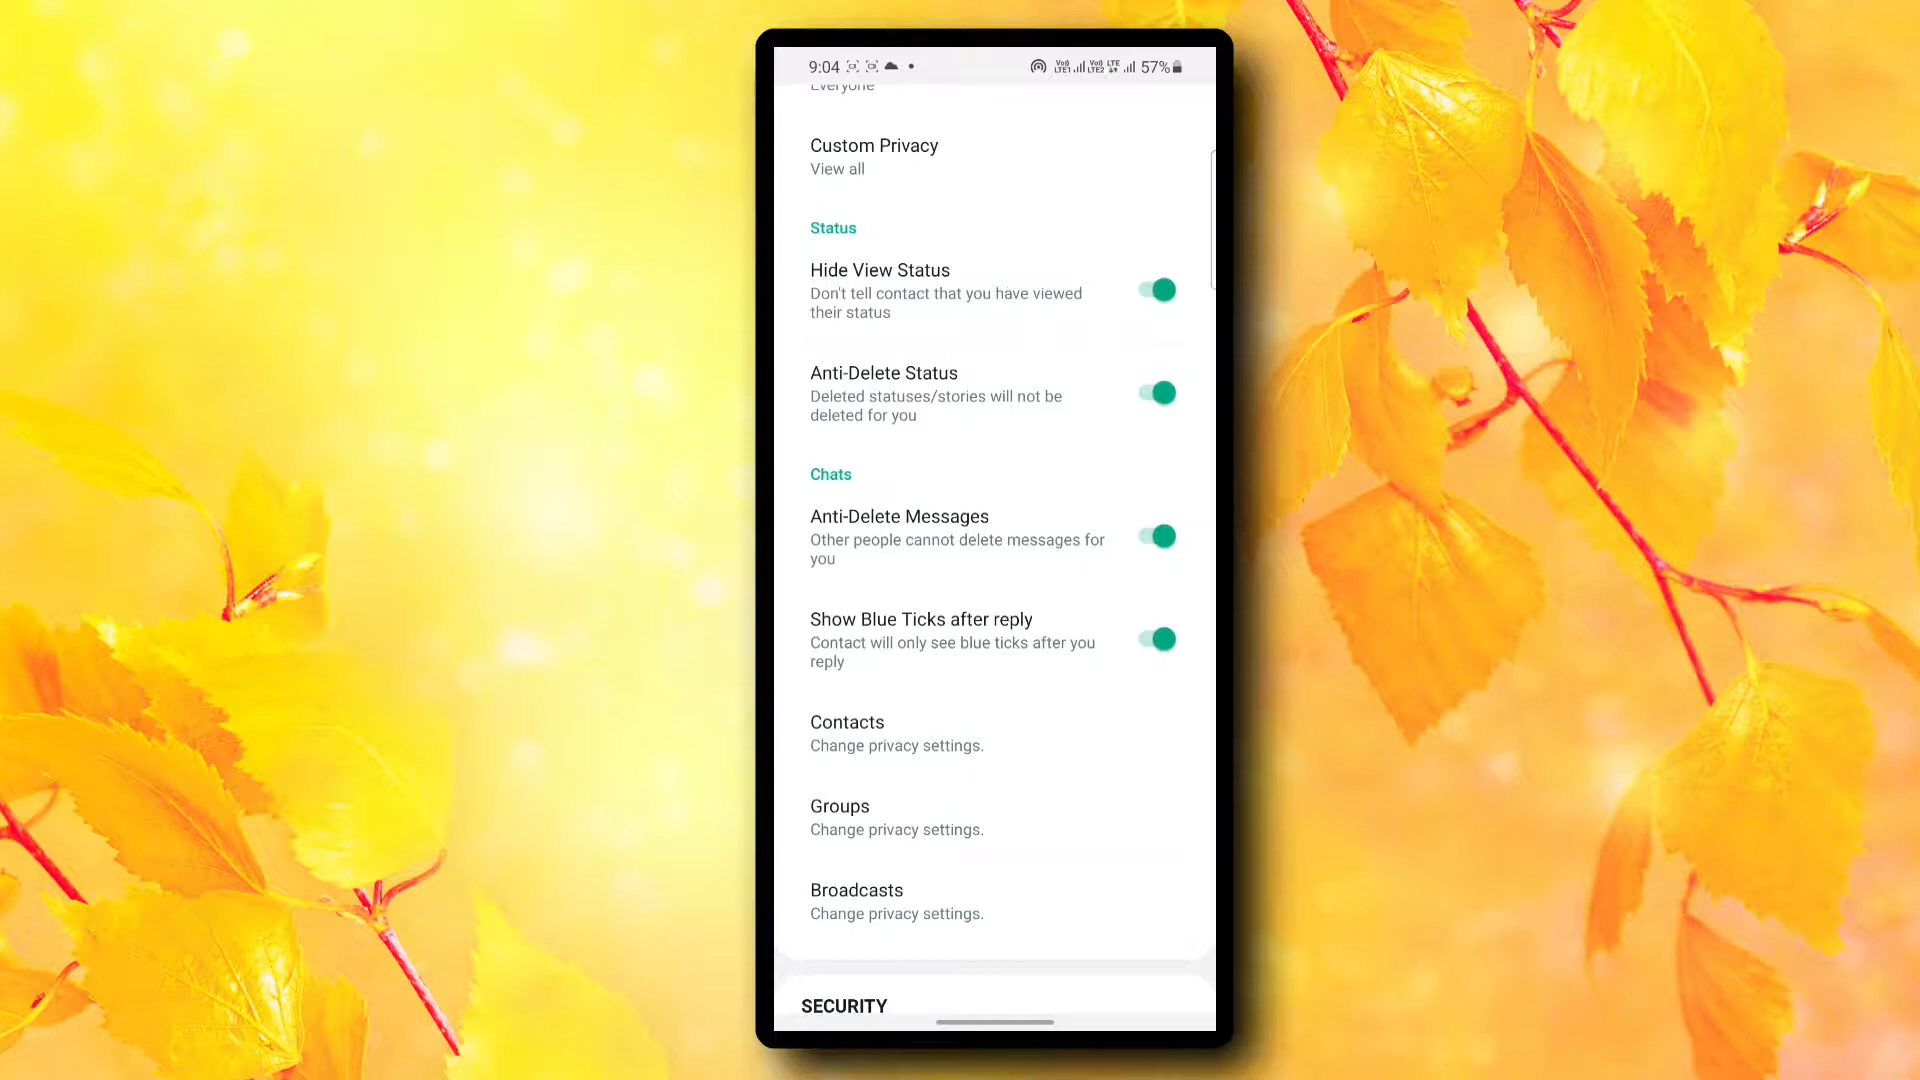 9:04 57%
Everyone
Custom Privacy
View all
Status
Hide View Status
Don't tell contact that you have viewed
their status
Anti-Delete Status
Deleted statuses/stories will not be
deleted for you
Chats
Anti-Delete Messages
Other people cannot delete messages for
you
Show Blue Ticks after reply
Contact will only see blue ticks after you
reply
Contacts
Change privacy settings.
Groups
Change privacy settings.
Broadcasts
Change privacy settings.
SECURITY